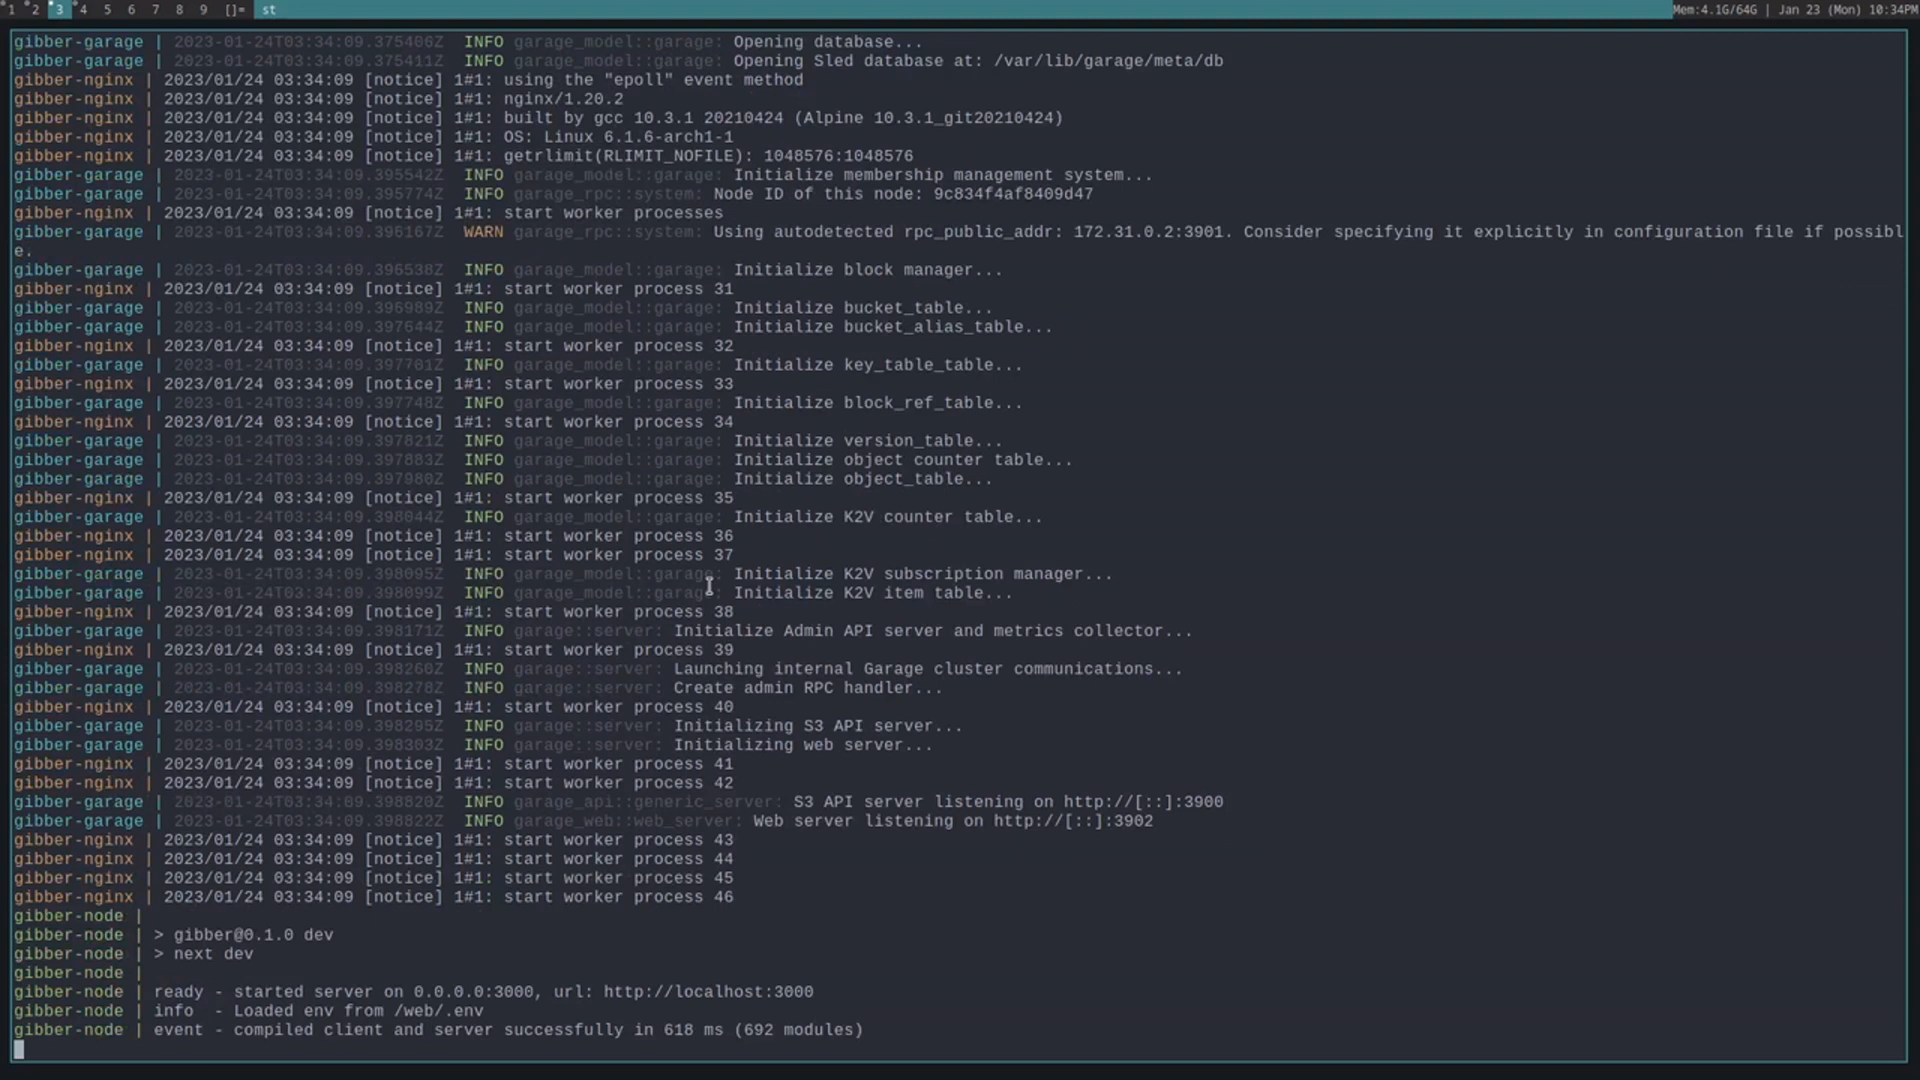 1 2 3 4 5 6 7 8 9 []= st Mem:4.1G/64G | Jan 23 (Mon) 10:34PM
gibber-garage | 2023-01-24T03:34:09.375406Z INFO garage_model::garage: Opening database...
gibber-garage | 2023-01-24T03:34:09.375411Z INFO garage_model::garage: Opening Sled database at: /var/lib/garage/meta/db
gibber-nginx | 2023/01/24 03:34:09 [notice] 1#1: using the "epoll" event method
gibber-nginx | 2023/01/24 03:34:09 [notice] 1#1: nginx/1.20.2
gibber-nginx | 2023/01/24 03:34:09 [notice] 1#1: built by gcc 10.3.1 20210424 (Alpine 10.3.1_git20210424)
gibber-nginx | 2023/01/24 03:34:09 [notice] 1#1: OS: Linux 6.1.6-arch1-1
gibber-nginx | 2023/01/24 03:34:09 [notice] 1#1: getrlimit(RLIMIT_NOFILE): 1048576:1048576
gibber-garage | 2023-01-24T03:34:09.395542Z INFO garage_model::garage: Initialize membership management system...
gibber-garage | 2023-01-24T03:34:09.395774Z INFO garage_rpc::system: Node ID of this node: 9c834f4af8409d47
gibber-nginx | 2023/01/24 03:34:09 [notice] 1#1: start worker processes
gibber-garage | 2023-01-24T03:34:09.396167Z WARN garage_rpc::system: Using autodetected rpc_public_addr: 172.31.0.2:3901. Consider specifying it explicitly in configuration file if possibl
e.
gibber-garage | 2023-01-24T03:34:09.396538Z INFO garage_model::garage: Initialize block manager...
gibber-nginx | 2023/01/24 03:34:09 [notice] 1#1: start worker process 31
gibber-garage | 2023-01-24T03:34:09.396989Z INFO garage_model::garage: Initialize bucket_table...
gibber-garage | 2023-01-24T03:34:09.397644Z INFO garage_model::garage: Initialize bucket_alias_table...
gibber-nginx | 2023/01/24 03:34:09 [notice] 1#1: start worker process 32
gibber-garage | 2023-01-24T03:34:09.397701Z INFO garage_model::garage: Initialize key_table_table...
gibber-nginx | 2023/01/24 03:34:09 [notice] 1#1: start worker process 33
gibber-garage | 2023-01-24T03:34:09.397748Z INFO garage_model::garage: Initialize block_ref_table...
gibber-nginx | 2023/01/24 03:34:09 [notice] 1#1: start worker process 34
gibber-garage | 2023-01-24T03:34:09.397821Z INFO garage_model::garage: Initialize version_table...
gibber-garage | 2023-01-24T03:34:09.397883Z INFO garage_model::garage: Initialize object counter table...
gibber-garage | 2023-01-24T03:34:09.397980Z INFO garage_model::garage: Initialize object_table...
gibber-nginx | 2023/01/24 03:34:09 [notice] 1#1: start worker process 35
gibber-garage | 2023-01-24T03:34:09.398044Z INFO garage_model::garage: Initialize K2V counter table...
gibber-nginx | 2023/01/24 03:34:09 [notice] 1#1: start worker process 36
gibber-nginx | 2023/01/24 03:34:09 [notice] 1#1: start worker process 37
gibber-garage | 2023-01-24T03:34:09.398095Z INFO garage_model::garage: Initialize K2V subscription manager...
gibber-garage | 2023-01-24T03:34:09.398099Z INFO garage_model::garage: Initialize K2V item table...
gibber-nginx | 2023/01/24 03:34:09 [notice] 1#1: start worker process 38
gibber-garage | 2023-01-24T03:34:09.398171Z INFO garage::server: Initialize Admin API server and metrics collector...
gibber-nginx | 2023/01/24 03:34:09 [notice] 1#1: start worker process 39
gibber-garage | 2023-01-24T03:34:09.398260Z INFO garage::server: Launching internal Garage cluster communications...
gibber-garage | 2023-01-24T03:34:09.398278Z INFO garage::server: Create admin RPC handler...
gibber-nginx | 2023/01/24 03:34:09 [notice] 1#1: start worker process 40
gibber-garage | 2023-01-24T03:34:09.398295Z INFO garage::server: Initializing S3 API server...
gibber-garage | 2023-01-24T03:34:09.398303Z INFO garage::server: Initializing web server...
gibber-nginx | 2023/01/24 03:34:09 [notice] 1#1: start worker process 41
gibber-nginx | 2023/01/24 03:34:09 [notice] 1#1: start worker process 42
gibber-garage | 2023-01-24T03:34:09.398820Z INFO garage_api::generic_server: S3 API server listening on http://[::]:3900
gibber-garage | 2023-01-24T03:34:09.398822Z INFO garage_web::web_server: Web server listening on http://[::]:3902
gibber-nginx | 2023/01/24 03:34:09 [notice] 1#1: start worker process 43
gibber-nginx | 2023/01/24 03:34:09 [notice] 1#1: start worker process 44
gibber-nginx | 2023/01/24 03:34:09 [notice] 1#1: start worker process 45
gibber-nginx | 2023/01/24 03:34:09 [notice] 1#1: start worker process 46
gibber-node |
gibber-node | > gibber@0.1.0 dev
gibber-node | > next dev
gibber-node |
gibber-node | ready - started server on 0.0.0.0:3000, url: http://localhost:3000
gibber-node | info - Loaded env from /web/.env
gibber-node | event - compiled client and server successfully in 618 ms (692 modules)